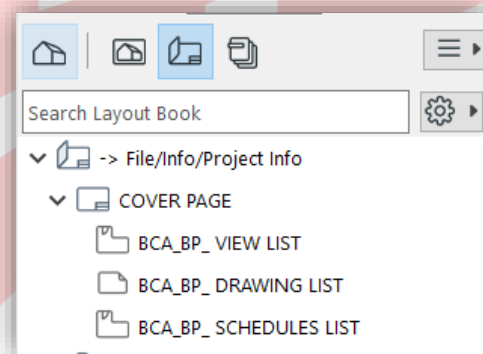 Search Layout Book
-> File/Info/Project Info
COVER PAGE
BCA_BP_ VIEW LIST
BCA_BP_ DRAWING LIST
BCA_BP_ SCHEDULES LIST